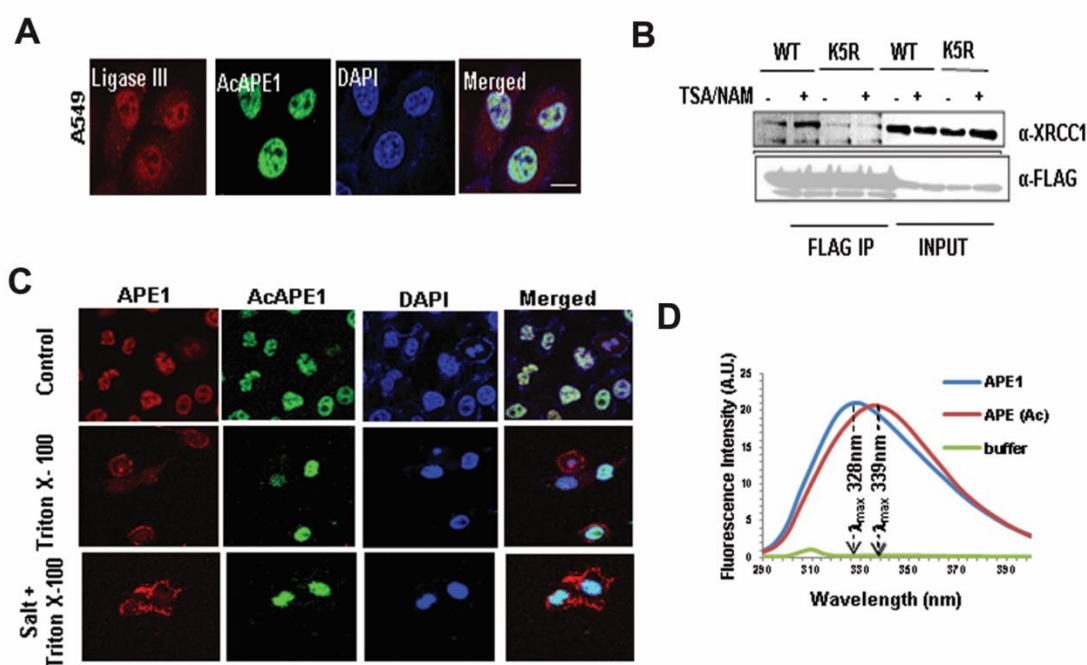 A
A549
Ligase III
AcAPE1
DAPI
Merged
B
WT K5R WT K5R
TSA/NAM - + - + - - +
α-XRCC1
α-FLAG
FLAG IP INPUT
C
APE1 AcAPE1 DAPI Merged
Control
Triton X- 100
Salt +
Triton X-100
D
Fluorescence Intensity (A.U.)
25
20
15
10
5
0
290 310 330 350 370 390
Wavelength (nm)
λmax 328nm
λmax 339nm
APE1
APE (Ac)
buffer